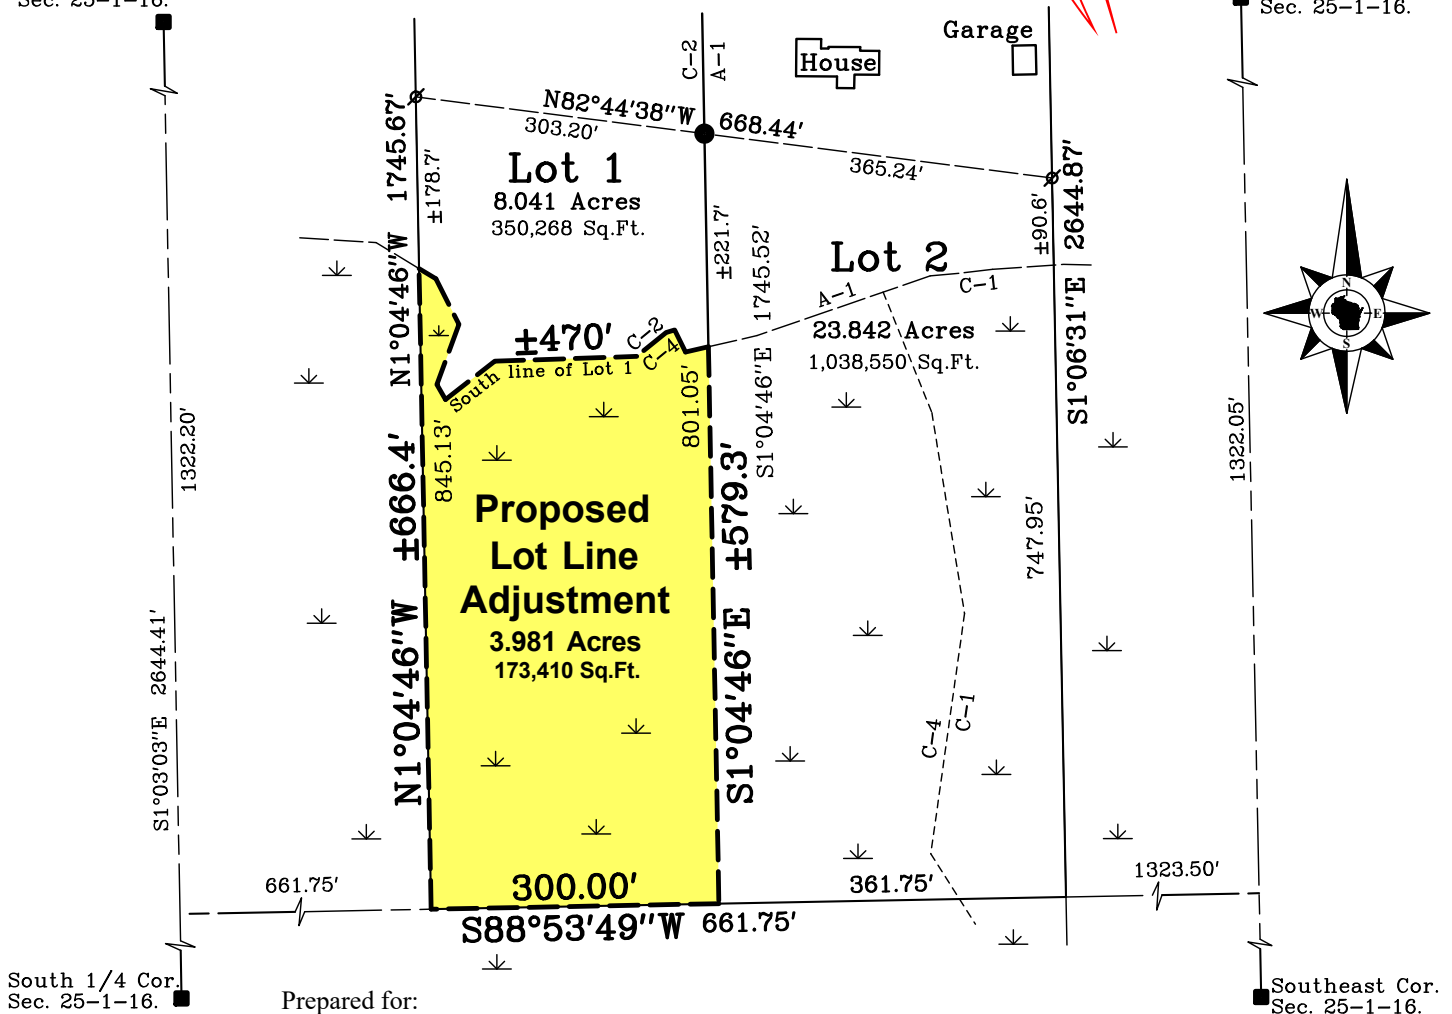 Sec. 25-1-16.
Sec. 25-1-16.
Garage
House
C-2
A-1
N82°44'38"W
668.44'
303.20'
365.24'
1745.67'
±178.7'
N1°04'46"W
Lot 1
8.041 Acres
350,268 Sq.Ft.
±221.7'
S1°04'46"E 1745.52'
±90.6'
S1°06'31"E 2644.87'
Lot 2
A-1
C-1
23.842 Acres
1,038,550 Sq.Ft.
N
W
E
S
±470'
C-2
C-4
South line of Lot 1
801.05'
845.13'
1322.20'
1322.05'
±666.4'
±579.3'
747.95'
Proposed
Lot Line
Adjustment
3.981 Acres
173,410 Sq.Ft.
N1°04'46"W
S1°04'46"E
S1°03'03"E 2644.41'
C-4
C-1
661.75'
300.00'
361.75'
1323.50'
S88°53'49"W 661.75'
South 1/4 Cor.
Sec. 25-1-16.
Southeast Cor.
Sec. 25-1-16.
Prepared for: